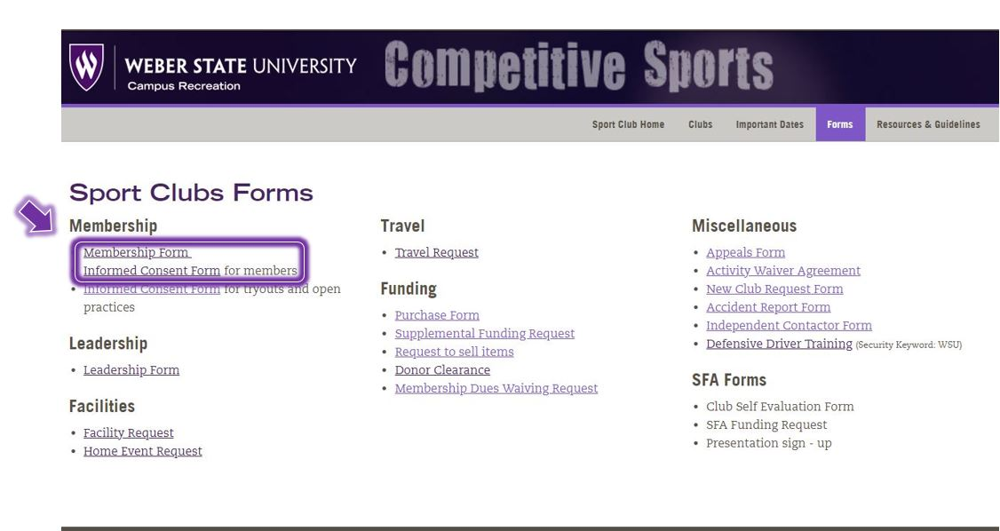 WEBER STATE UNIVERSITY
Campus Recreation
Competitive Sports
Sport Club Home Clubs Important Dates Forms Resources & Guidelines
Sport Clubs Forms
Membership
• Membership Form
• Informed Consent Form for members
• Informed Consent Form for tryouts and open
practices
Leadership
• Leadership Form
Facilities
• Facility Request
• Home Event Request
Travel
• Travel Request
Funding
• Purchase Form
• Supplemental Funding Request
• Request to sell items
• Donor Clearance
• Membership Dues Waiving Request
Miscellaneous
• Appeals Form
• Activity Waiver Agreement
• New Club Request Form
• Accident Report Form
• Independent Contactor Form
• Defensive Driver Training (Security Keyword: WSU)
SFA Forms
• Club Self Evaluation Form
• SFA Funding Request
• Presentation sign - up